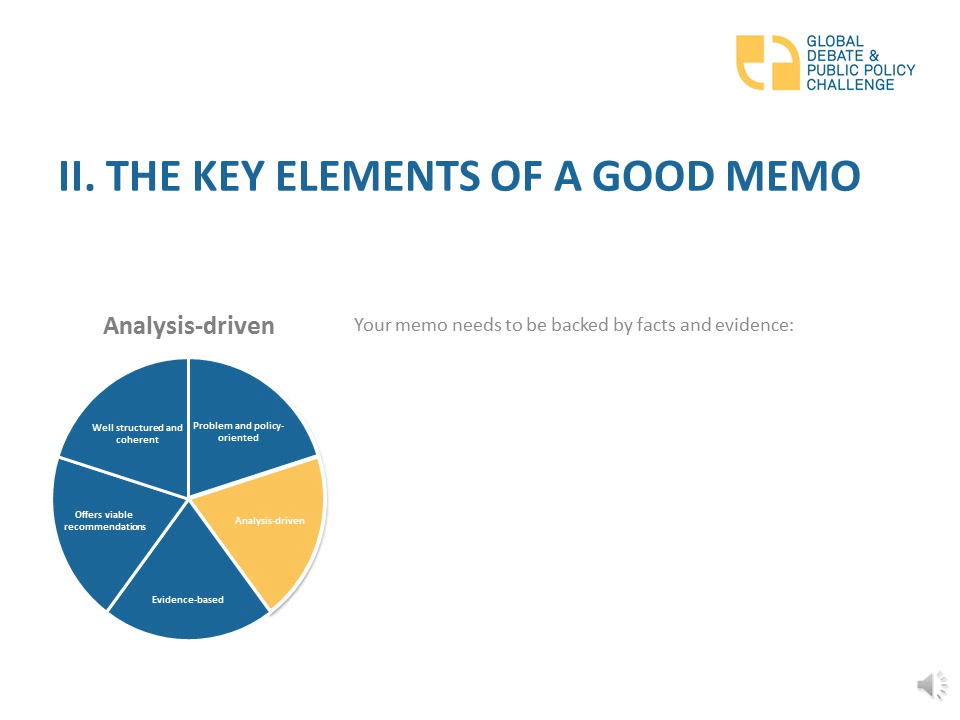 GLOBAL
DEBATE &
PUBLIC POLICY
CHALLENGE
II. THE KEY ELEMENTS OF A GOOD MEMO
Analysis-driven
Your memo needs to be backed by facts and evidence:
Well structured and
coherent
Problem and policy-
oriented
Offers viable
recommendations
Analysis-driven
Evidence-based